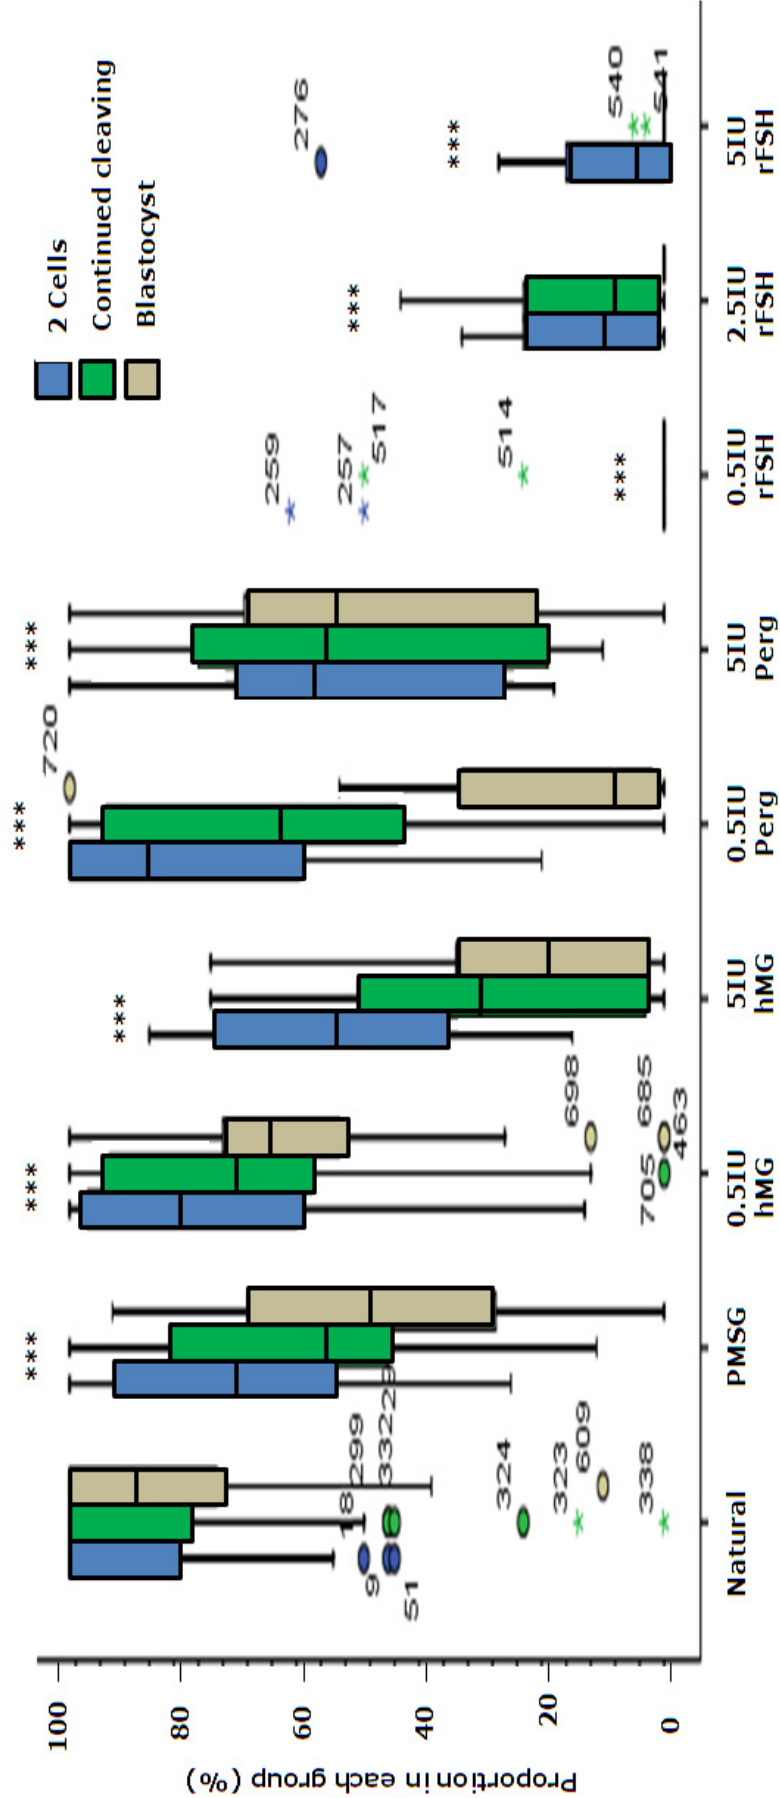 2 Cells
Continued cleaving
Blastocyst
Proportion in each group (%)
100
80
60
40
20
0
299
9
332
51
324
323
609
338
***
***
698
705
685
463
***
***
720
***
259
257
517
514
***
***
276
***
540
541
Natural
PMSG
0.5IU
hMG
5IU
hMG
0.5IU
Perg
5IU
Perg
0.5IU
rFSH
2.5IU
rFSH
5IU
rFSH